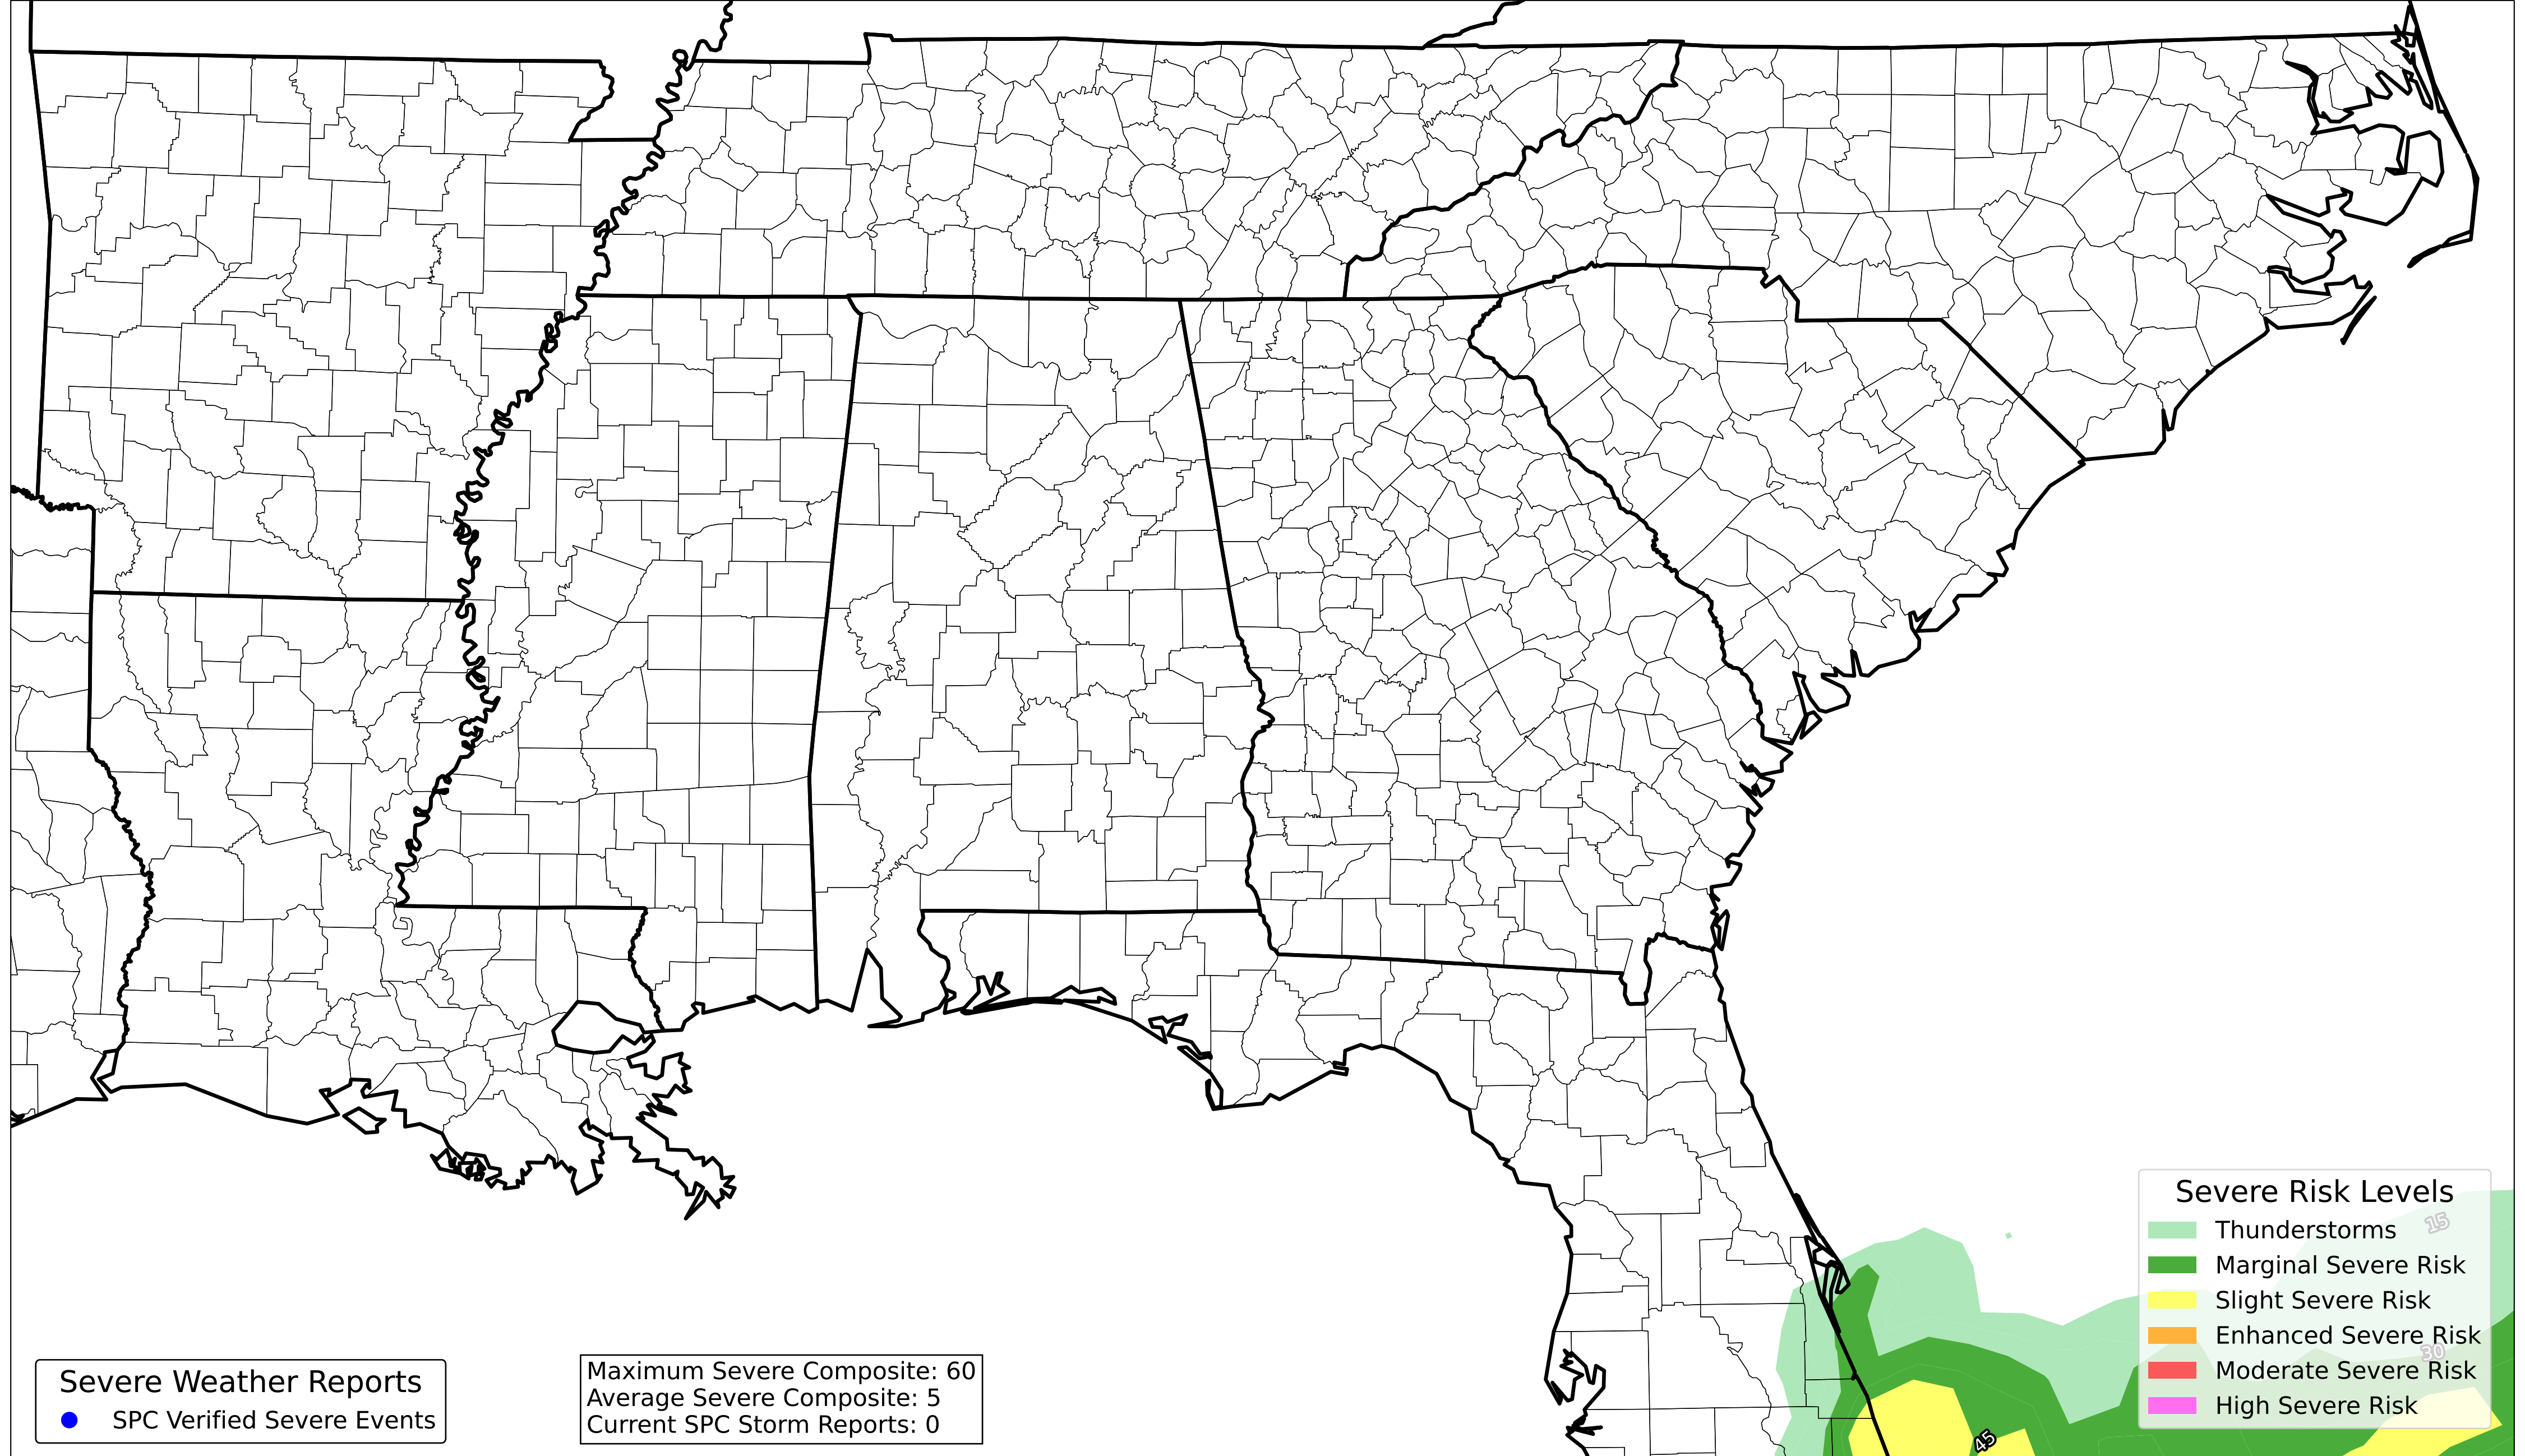 15
Severe Risk Levels
Thunderstorms
Marginal Severe Risk
Slight Severe Risk
Enhanced Severe Risk
30
Moderate Severe Risk
High Severe Risk
Severe Weather Reports
SPC Verified Severe Events
Maximum Severe Composite: 60
Average Severe Composite: 5
Current SPC Storm Reports: 0
45